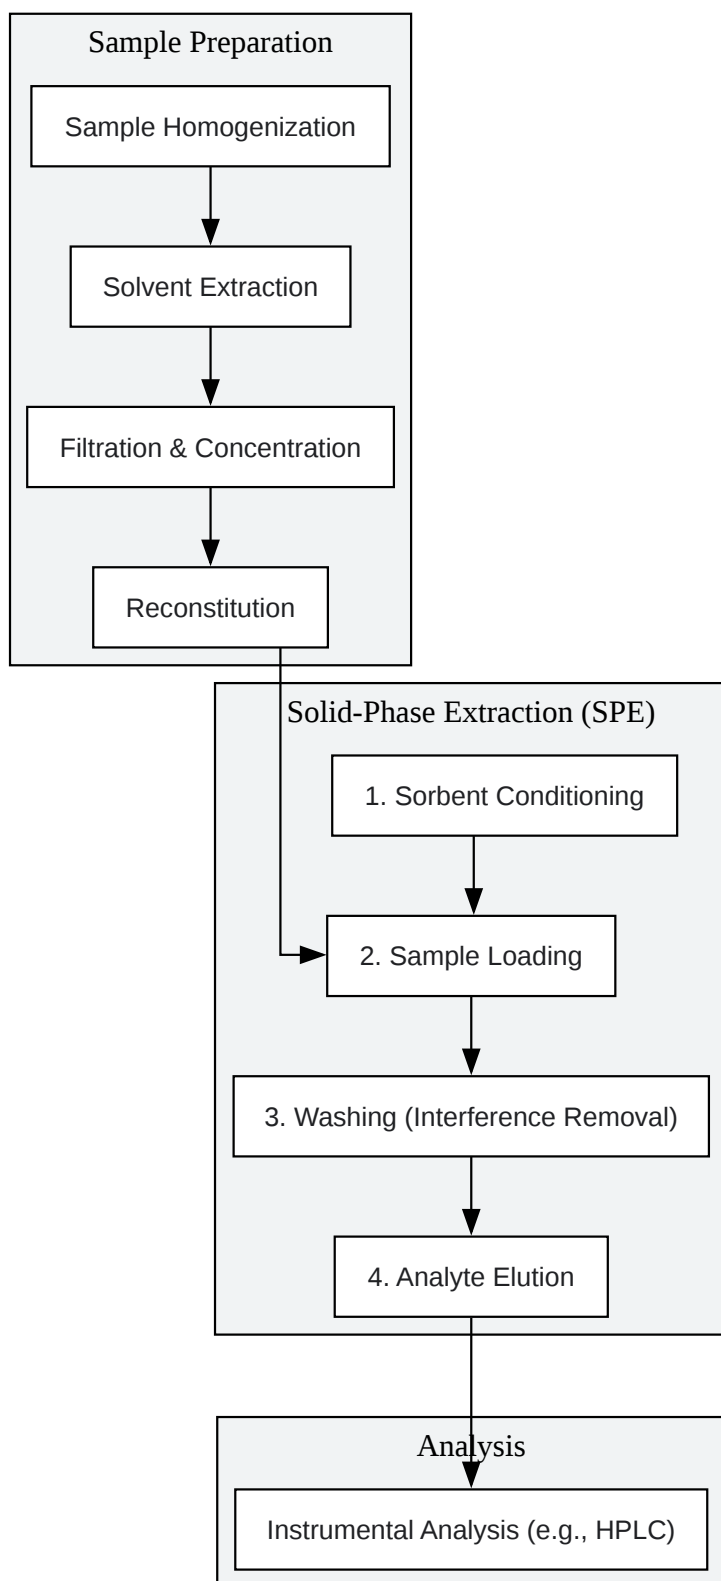 Sample Preparation
Sample Homogenization
Solvent Extraction
Filtration & Concentration
Reconstitution
Solid-Phase Extraction (SPE)
1. Sorbent Conditioning
2. Sample Loading
3. Washing (Interference Removal)
4. Analyte Elution
Analysis
Instrumental Analysis (e.g., HPLC)